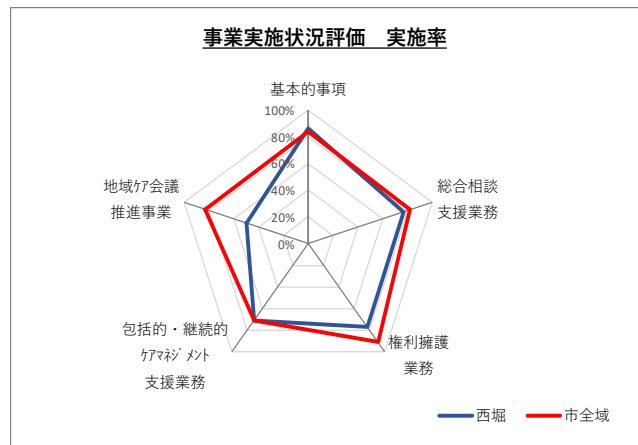 事業実施状況評価　実施率
基本的事項
100%
80%
60%
40%
20%
0%
総合相談
支援業務
権利擁護
業務
包括的・継続的
ｹｱﾏﾈｼﾞﾒﾝﾄ
支援業務
地域ｹｱ会議
推進事業
西堀
市全域